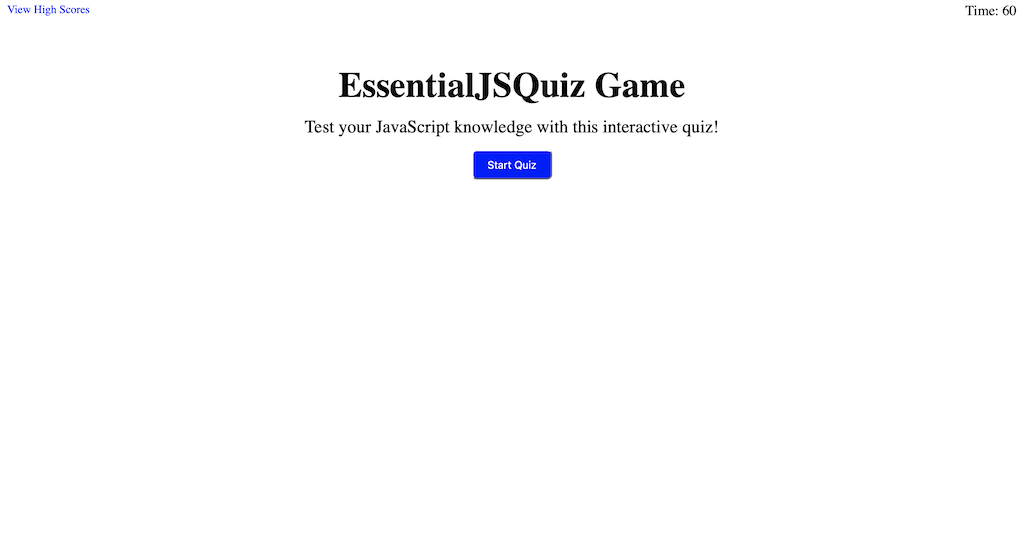 View High Scores
Time: 60
EssentialJSQuiz Game
Test your JavaScript knowledge with this interactive quiz!
Start Quiz